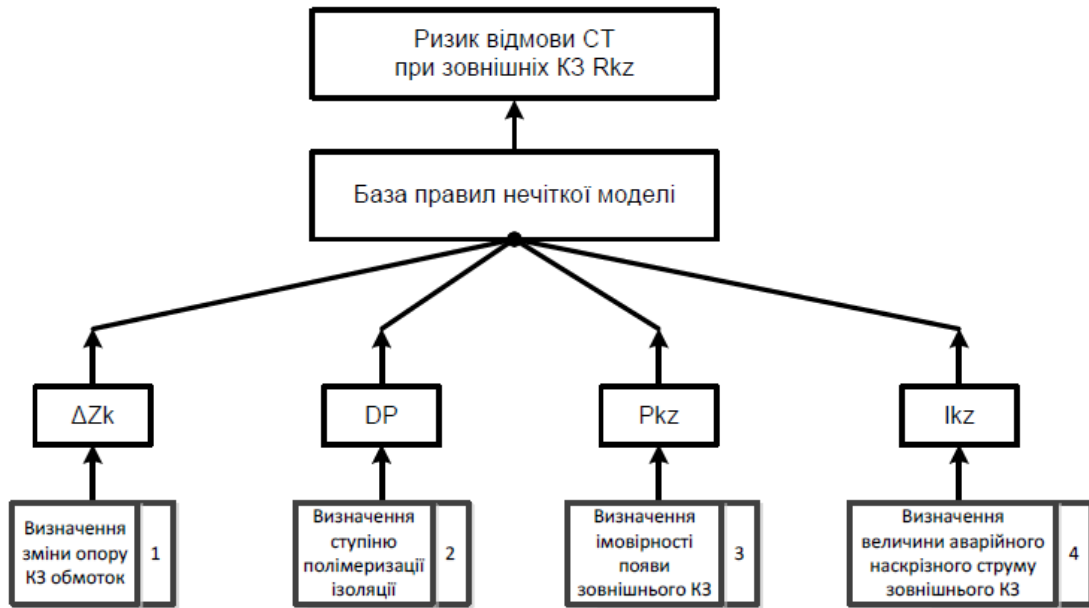 Ризик відмови СТ
при зовнішніх КЗ Rkz
База правил нечіткої моделі
ΔZk
DP
Pkz
Ikz
Визначення
зміни опору
КЗ обмоток
1
Визначення
ступіню
полімеризації
ізоляції
2
Визначення
імовірності
появи
зовнішнього КЗ
3
Визначення
величини аварійного
наскрізного струму
зовнішнього КЗ
4